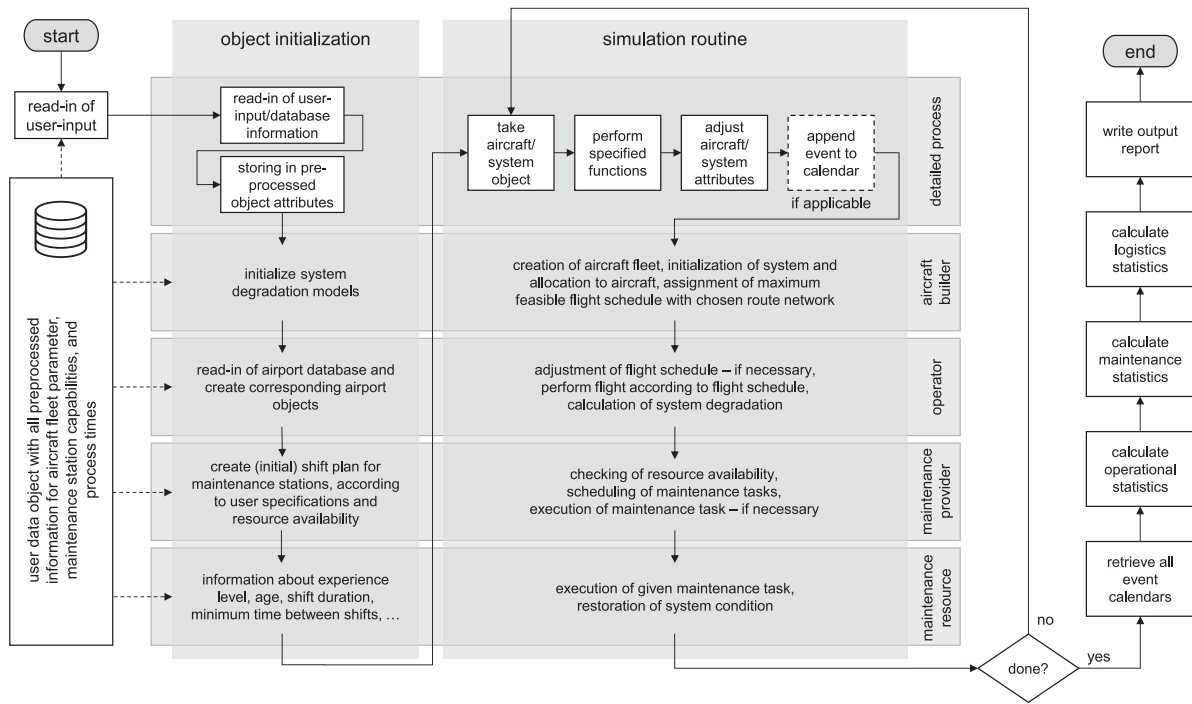 start
read-in of
user-input
user data object with all preprocessed
information for aircraft fleet parameter,
maintenance station capabilities, and
process times
object initialization
read-in of user-
input/database
information
storing in pre-
processed
object attributes
initialize system
degradation models
read-in of airport database and
create corresponding airport
objects
create (initial) shift plan for
maintenance stations, according
to user specifications and
resource availability
information about experience
level, age, shift duration,
minimum time between shifts, …
simulation routine
take
aircraft/
system
object
perform
specified
functions
adjust
aircraft/
system
attributes
append
event to
calendar
if applicable
creation of aircraft fleet, initialization of system and
allocation to aircraft, assignment of maximum
feasible flight schedule with chosen route network
adjustment of flight schedule – if necessary,
perform flight according to flight schedule,
calculation of system degradation
checking of resource availability,
scheduling of maintenance tasks,
execution of maintenance task – if necessary
execution of given maintenance task,
restoration of system condition
detailed process
aircraft
builder
operator
maintenance
provider
maintenance
resource
no
done?
yes
end
write output
report
calculate
logistics
statistics
calculate
maintenance
statistics
calculate
operational
statistics
retrieve all
event
calendars